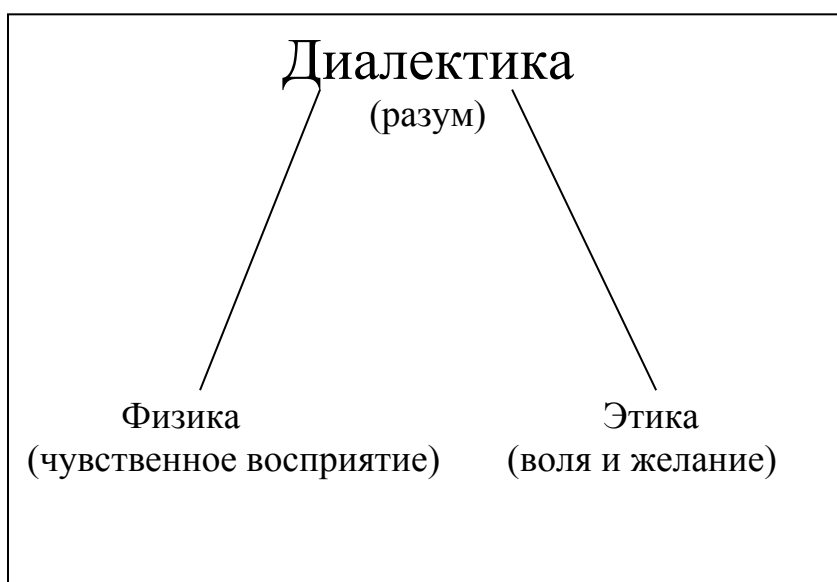 Диалектика
(разум)
Физика
Этика
(чувственное восприятие)
(воля и желание)